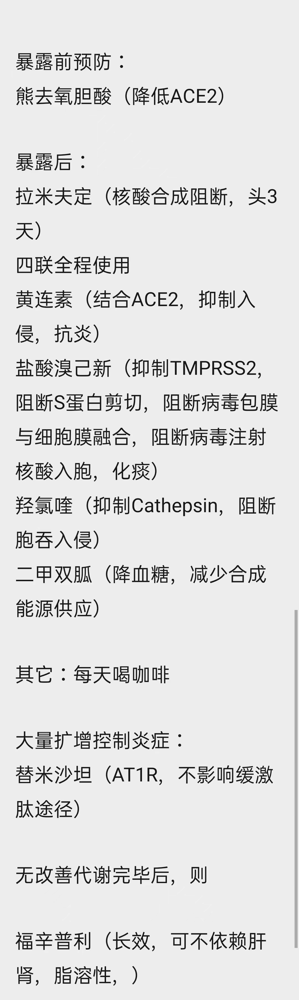 暴露前预防：
熊去氧胆酸（降低ACE2）
暴露后：
拉米夫定（核酸合成阻断，头3
天）
四联全程使用
黄连素（结合ACE2，抑制入
侵，抗炎）
盐酸溴己新（抑制TMPRSS2，
阻断S蛋白剪切，阻断病毒包膜
与细胞膜融合，阻断病毒注射
核酸入胞，化痰）
羟氯喹（抑制Cathepsin，阻断
胞吞入侵）
二甲双胍（降血糖，减少合成
能源供应）
其它：每天喝咖啡
大量扩增控制炎症：
替米沙坦（AT1R，不影响缓激
肽途径）
无改善代谢完毕后，则
福辛普利（长效，可不依赖肝
肾，脂溶性，）